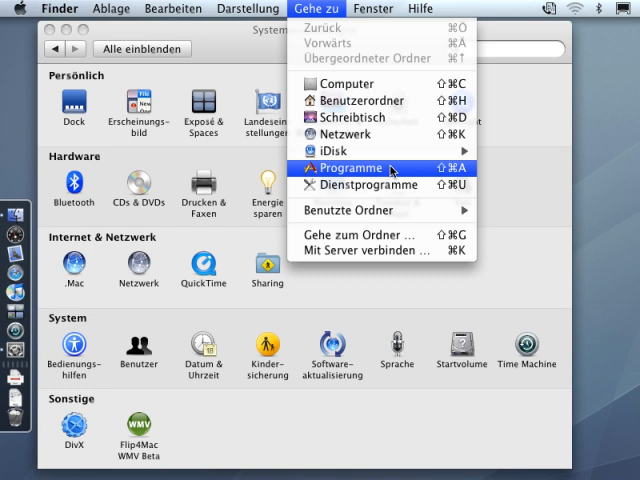 Finder Ablage Bearbeiten Darstellung Gehe zu Fenster Hilfe
Zurück ⌘Ö
Vorwärts ⌘Ä
Übergeordneter Ordner ⌘↑
Computer ⇧⌘C
Benutzerordner ⇧⌘H
Schreibtisch ⇧⌘D
Netzwerk ⇧⌘K
iDisk
Programme ⇧⌘A
Dienstprogramme ⇧⌘U
Benutzte Ordner
Gehe zum Ordner ... ⇧⌘G
Mit Server verbinden ... ⌘K
Alle einblenden
Persönlich
Dock
Erscheinungs-
bild
Exposé &
Spaces
Hardware
Bluetooth
CDs & DVDs
Drucken &
Faxen
Energie
sparen
Internet & Netzwerk
.Mac
Netzwerk
QuickTime
Sharing
System
Bedienungs-
hilfen
Benutzer
Datum &
Uhrzeit
Kinder-
sicherung
Software-
aktualisierung
Sprache
Startvolume
Time Machine
Sonstige
DivX
Flip4Mac
WMV Beta
WMV